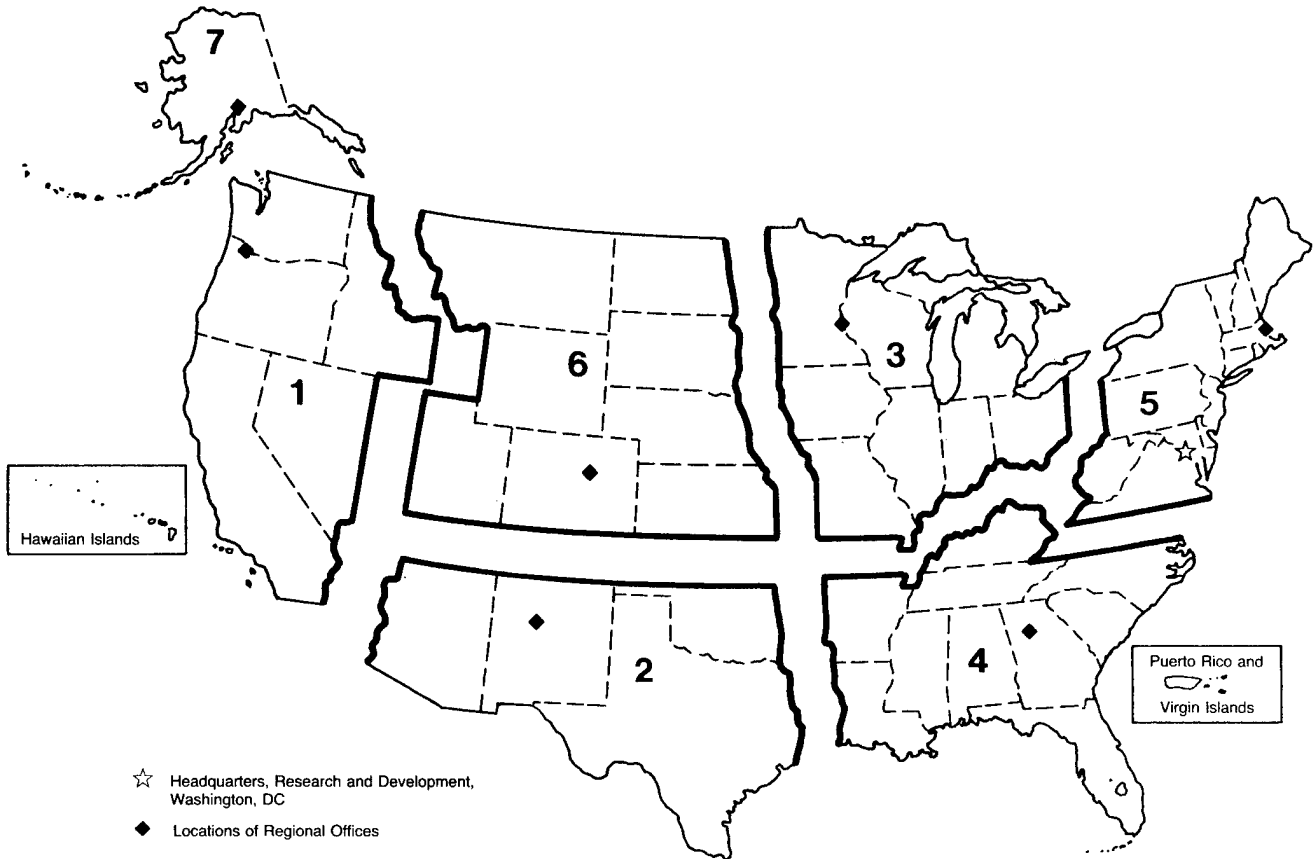 7
6
3
1
5
Hawaiian Islands
2
4
Puerto Rico and
Virgin Islands
Headquarters, Research and Development,
Washington, DC
Locations of Regional Offices